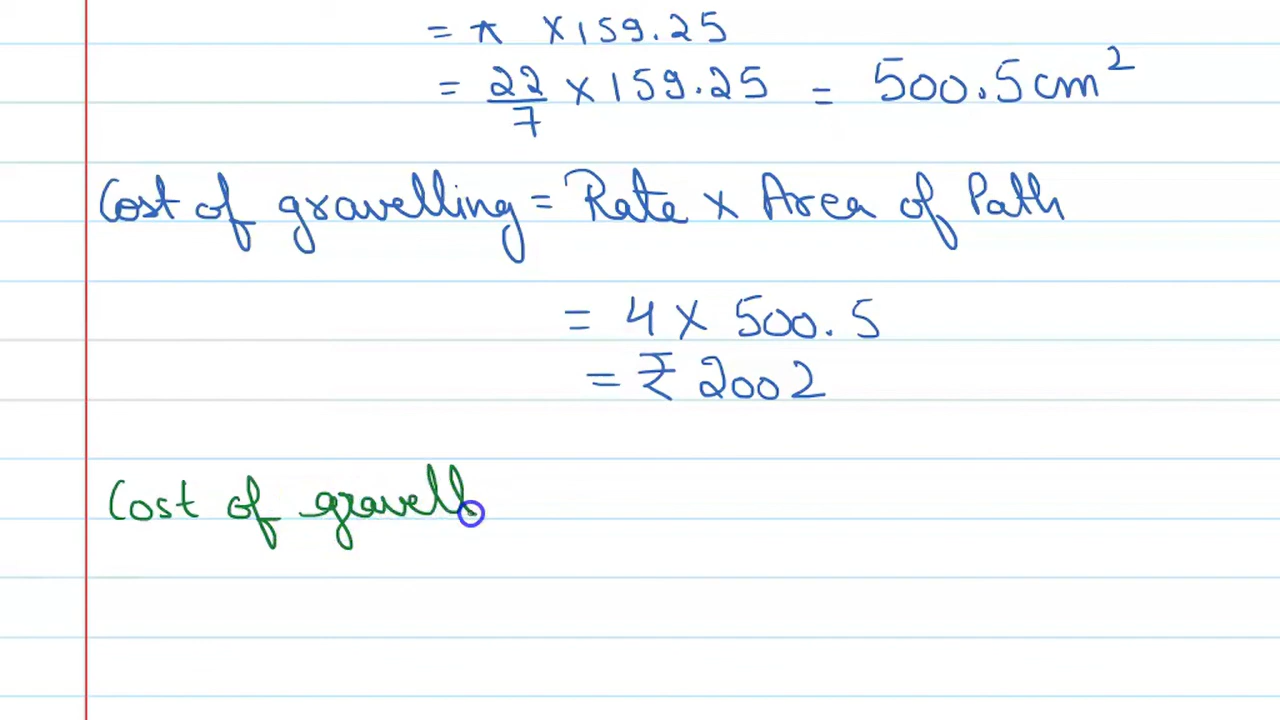 = π × 159.25
= 22/7 × 159.25 = 500.5 cm²
Cost of gravelling = Rate × Area of Path
= 4 × 500.5
= ₹ 2002
Cost of gravell